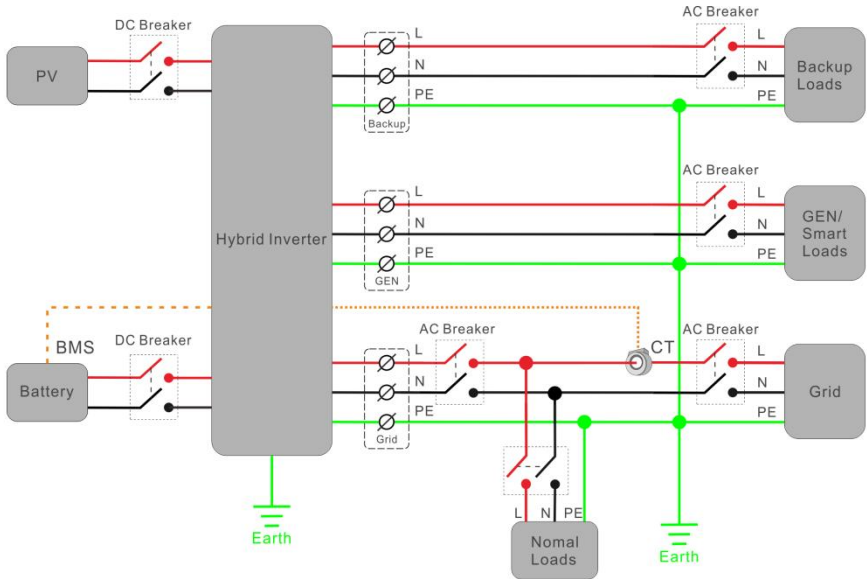 DC Breaker
L
AC Breaker
L
PV
N
N
Backup
Loads
PE
PE
Backup
AC Breaker
L
L
Hybrid Inverter
N
N
GEN/
Smart
Loads
PE
PE
GEN
BMS
DC Breaker
AC Breaker
CT
AC Breaker
L
L
Battery
N
N
Grid
PE
PE
Grid
L
N
PE
Nomal
Loads
Earth
Earth